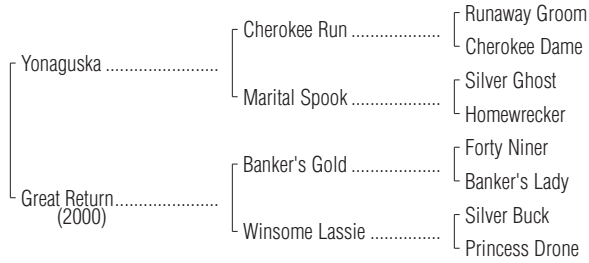 Runaway Groom
Cherokee Run ....................
Cherokee Dame
Yonaguska .........................
Silver Ghost
Marital Spook ....................
Homewrecker
Forty Niner
Banker's Gold ....................
Banker's Lady
Great Return.......................
(2000)
Silver Buck
Winsome Lassie ................
Princess Drone